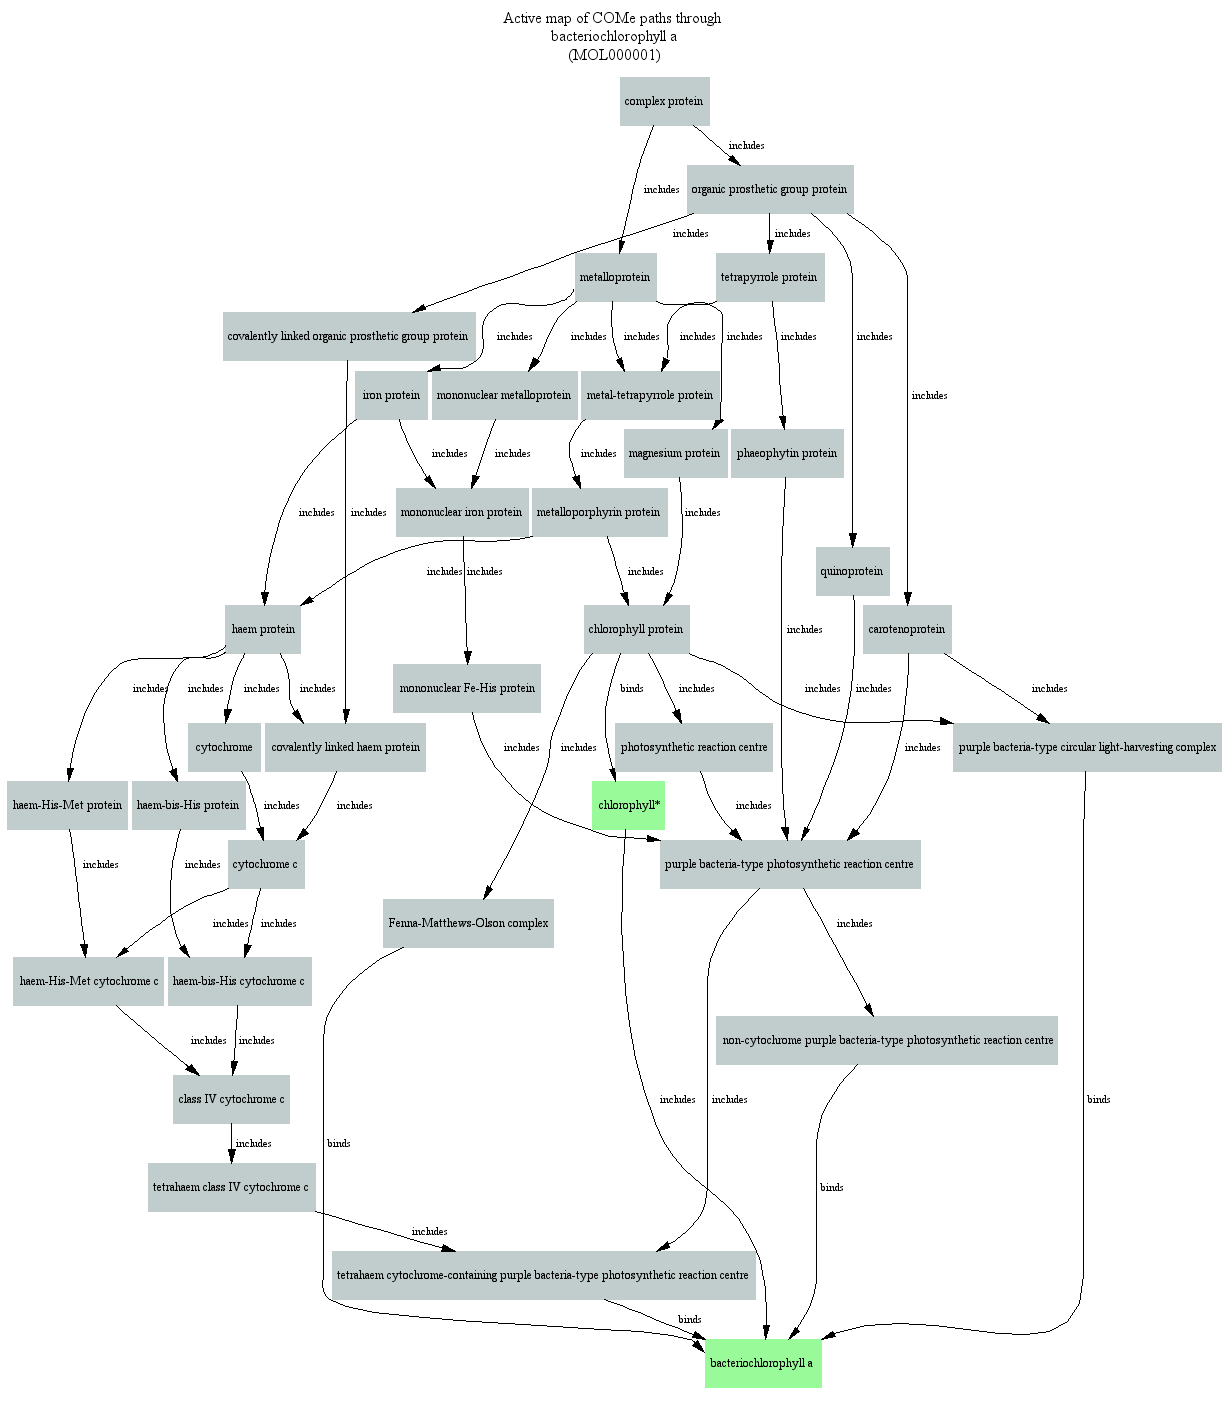 Active map of COMe paths through
bacteriochlorophyll a
(MOL000001)
complex protein
includes
includes
organic prosthetic group protein
includes
includes
metalloprotein
tetrapyrrole protein
covalently linked organic prosthetic group protein
includes
includes
includes
includes
includes
includes
includes
iron protein
mononuclear metalloprotein
metal-tetrapyrrole protein
includes
includes
includes
includes
magnesium protein
phaeophytin protein
includes
includes
mononuclear iron protein
metalloporphyrin protein
includes
includes
includes
includes
quinoprotein
haem protein
chlorophyll protein
includes
carotenoprotein
mononuclear Fe-His protein
includes
includes
includes
includes
binds
includes
includes
includes
includes
cytochrome
covalently linked haem protein
includes
includes
photosynthetic reaction centre
includes
purple bacteria-type circular light-harvesting complex
haem-His-Met protein
haem-bis-His protein
includes
includes
chlorophyll*
includes
includes
includes
cytochrome c
purple bacteria-type photosynthetic reaction centre
includes
includes
Fenna-Matthews-Olson complex
includes
haem-His-Met cytochrome c
haem-bis-His cytochrome c
includes
includes
non-cytochrome purple bacteria-type photosynthetic reaction centre
class IV cytochrome c
includes
includes
binds
includes
binds
tetrahaem class IV cytochrome c
binds
includes
tetrahaem cytochrome-containing purple bacteria-type photosynthetic reaction centre
binds
bacteriochlorophyll a